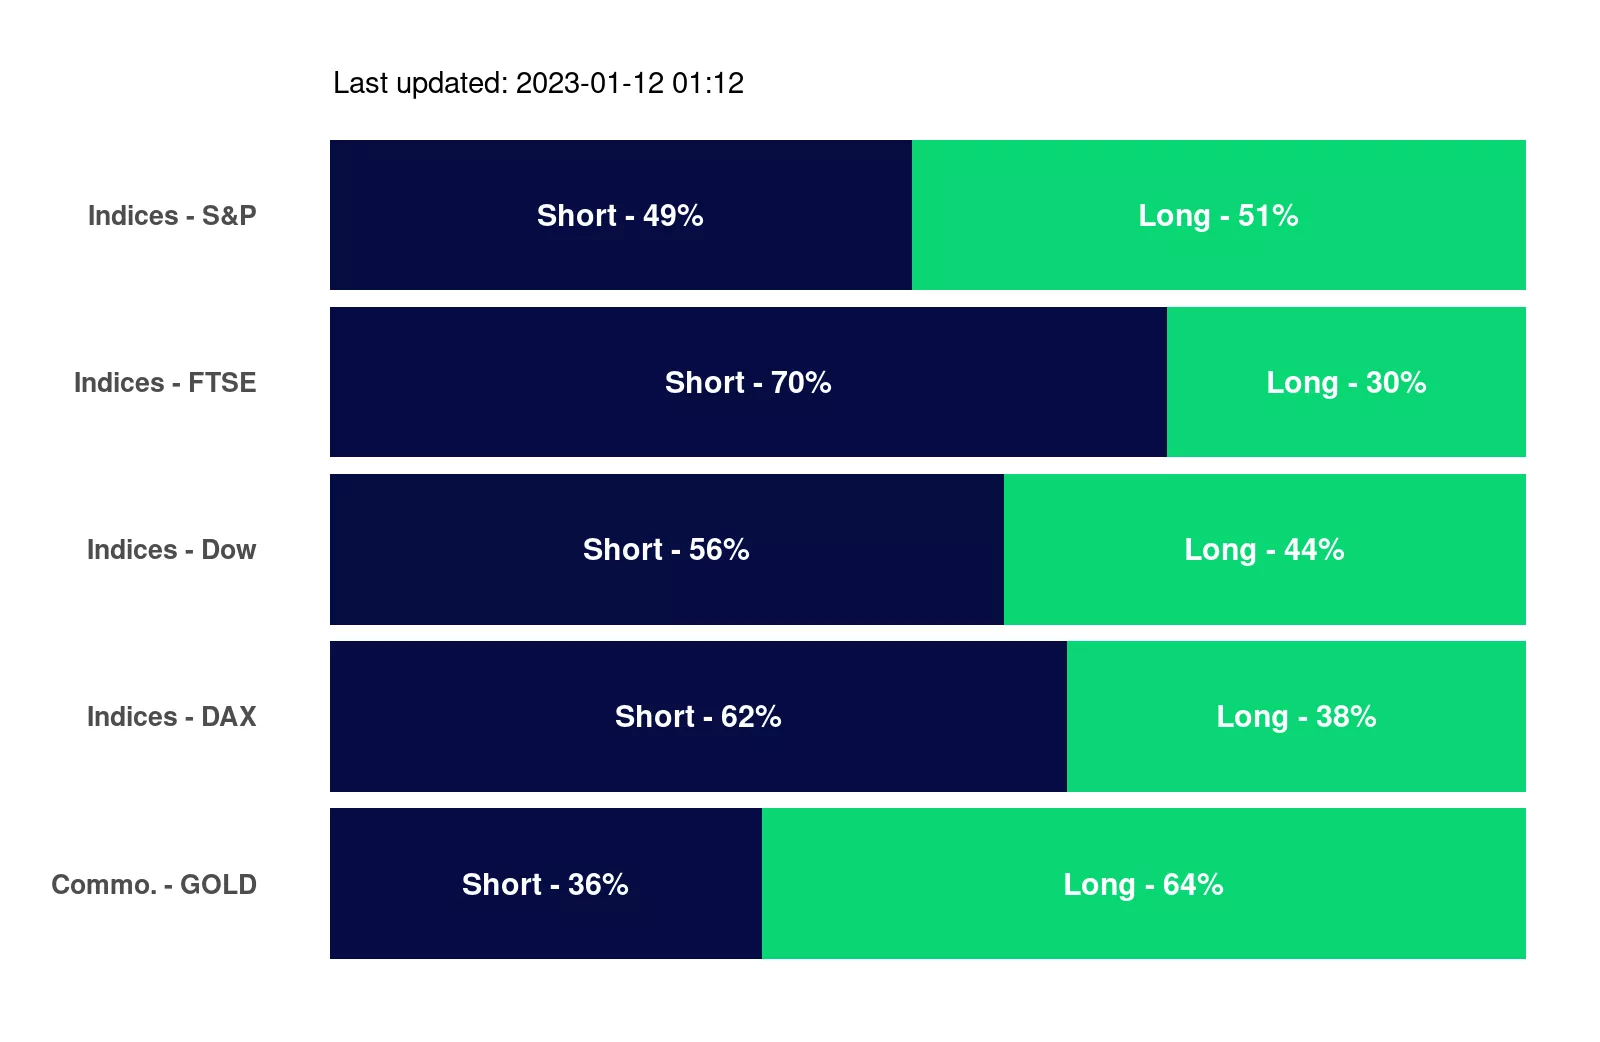 Last updated: 2023-01-12 01:12
Indices - S&P Short - 49% Long - 51%
Indices - FTSE Short - 70% Long - 30%
Indices - Dow Short - 56% Long - 44%
Indices - DAX Short - 62% Long - 38%
Commo. - GOLD Short - 36% Long - 64%